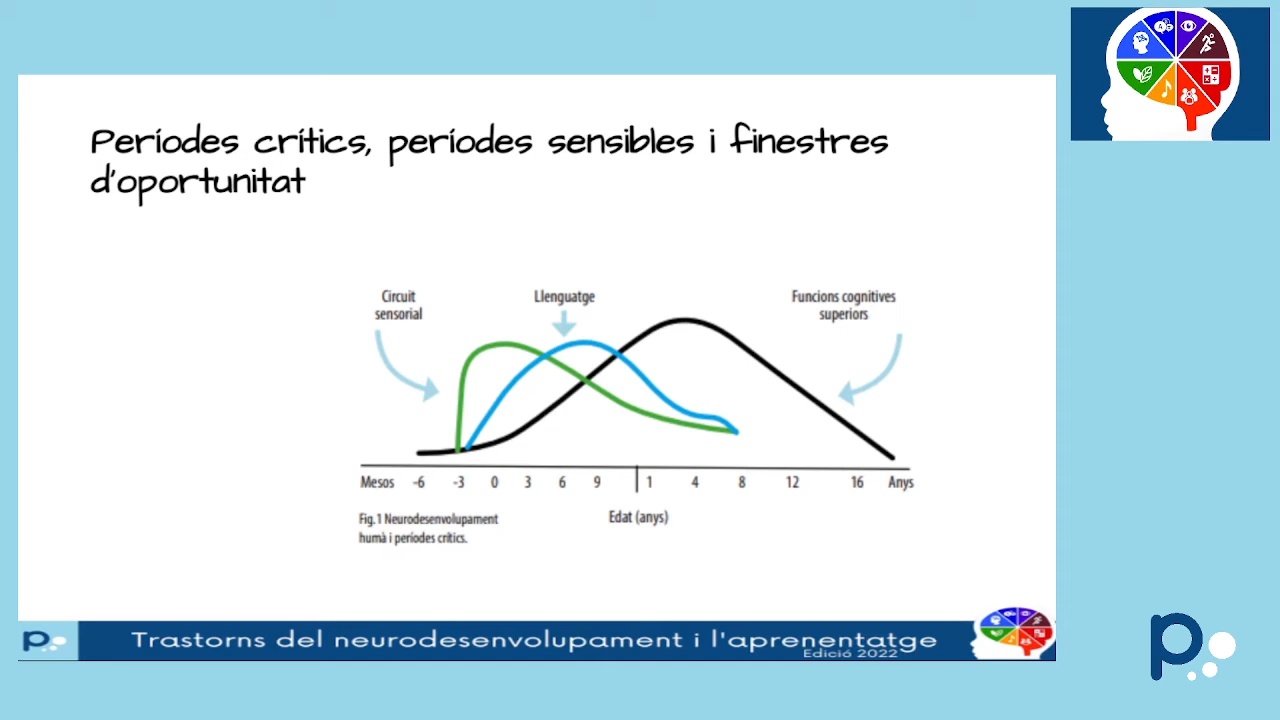 Períodes crítics, períodes sensibles i finestres
d'oportunitat
Circuit
sensorial
Llenguatge
Funcions cognitives
superiors
Mesos -6 -3 0 3 6 9 1 4 8 12 16 Anys
Edat (anys)
Fig.1 Neurodesenvolupament
humà i períodes crítics.
p
Trastorns del neurodesenvolupament i l'aprenentatge
Edició 2022
p